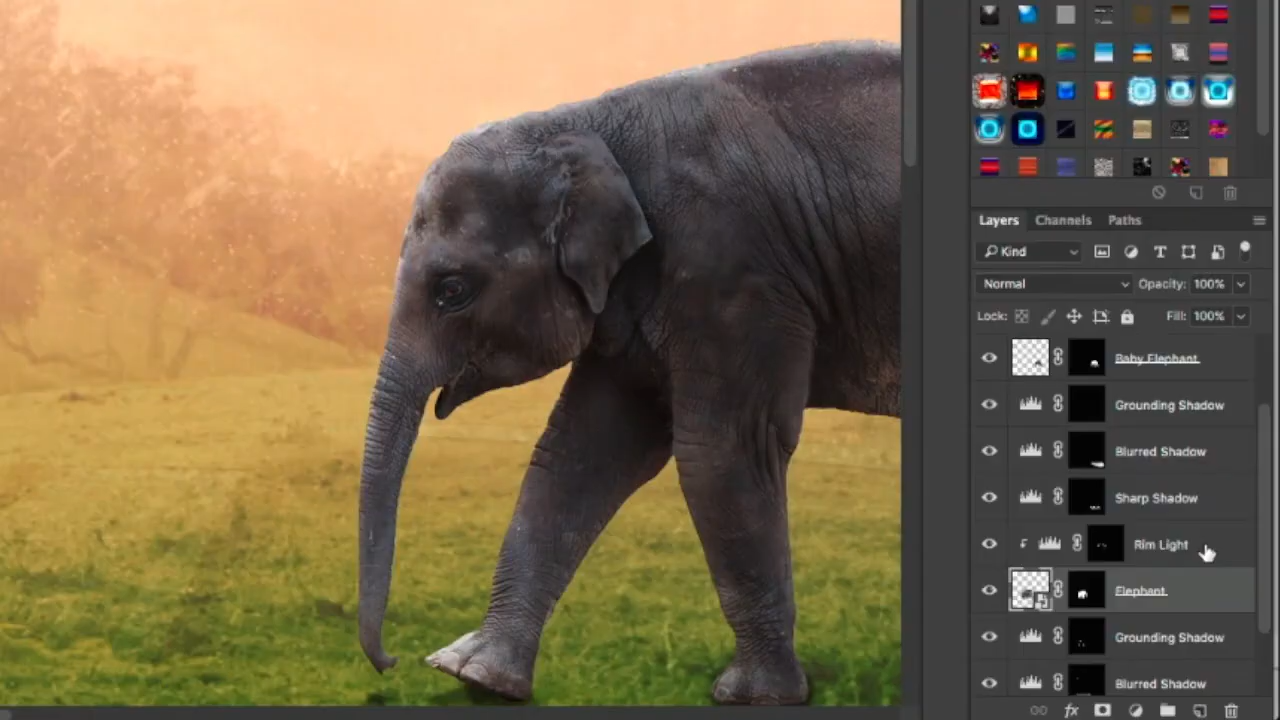 Layers Channels Paths
Kind
Normal Opacity: 100%
Lock: Fill: 100%
Baby Elephant
Grounding Shadow
Blurred Shadow
Sharp Shadow
Rim Light
Elephant
Grounding Shadow
Blurred Shadow
fx